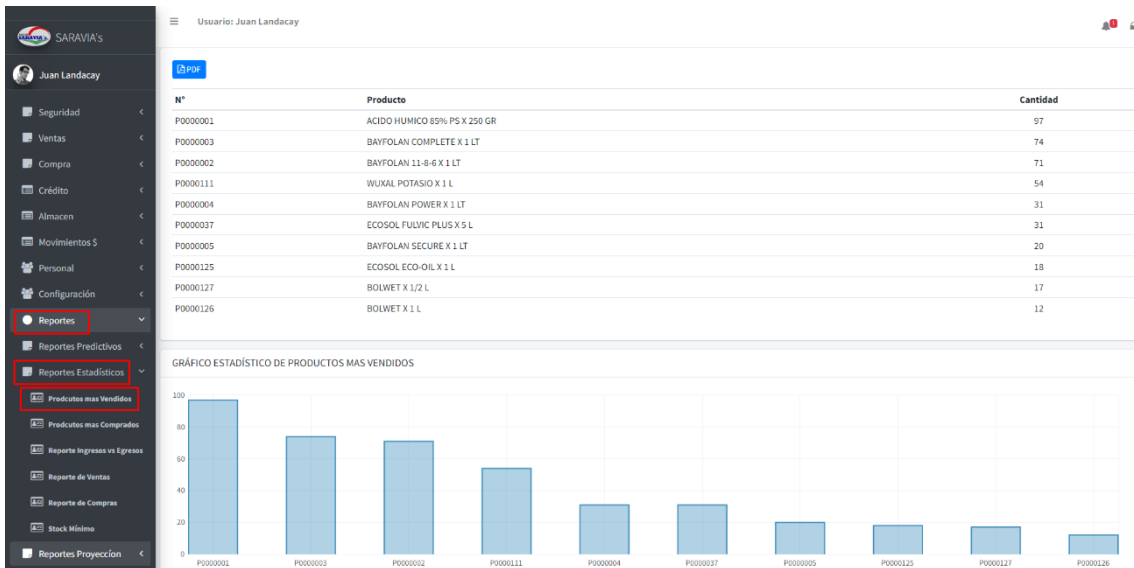 SARAVIA's
Juan Landacay
Seguridad
Ventas
Compra
Crédito
Almacen
Movimientos $
Personal
Configuración
Reportes
Reportes Predictivos
Reportes Estadísticos
Prodcutos mas Vendidos
Prodcutos mas Comprados
Reporte Ingresos vs Egresos
Reporte de Ventas
Reporte de Compras
Stock Mínimo
Reportes Proyeccíon
Usuario: Juan Landacay
PDF
N° Producto Cantidad
P0000001 ACIDO HUMICO 85% PS X 250 GR 97
P0000003 BAYFOLAN COMPLETE X 1 LT 74
P0000002 BAYFOLAN 11-8-6 X 1 LT 71
P0000111 WUXAL POTASIO X 1 L 54
P0000004 BAYFOLAN POWER X 1 LT 31
P0000037 ECOSOL FULVIC PLUS X 5 L 31
P0000005 BAYFOLAN SECURE X 1 LT 20
P0000125 ECOSOL ECO-OIL X 1 L 18
P0000127 BOLWET X 1/2 L 17
P0000126 BOLWET X 1 L 12
GRÁFICO ESTADÍSTICO DE PRODUCTOS MAS VENDIDOS
100
80
60
40
20
0
P0000001 P0000003 P0000002 P0000111 P0000004 P0000037 P0000005 P0000125 P0000127 P0000126